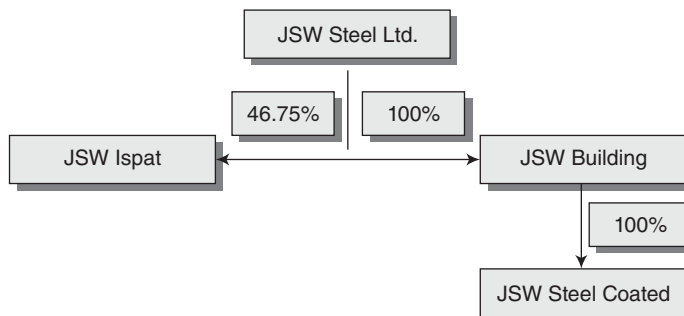 JSW Steel Ltd.
46.75%
100%
JSW Ispat
JSW Building
100%
JSW Steel Coated